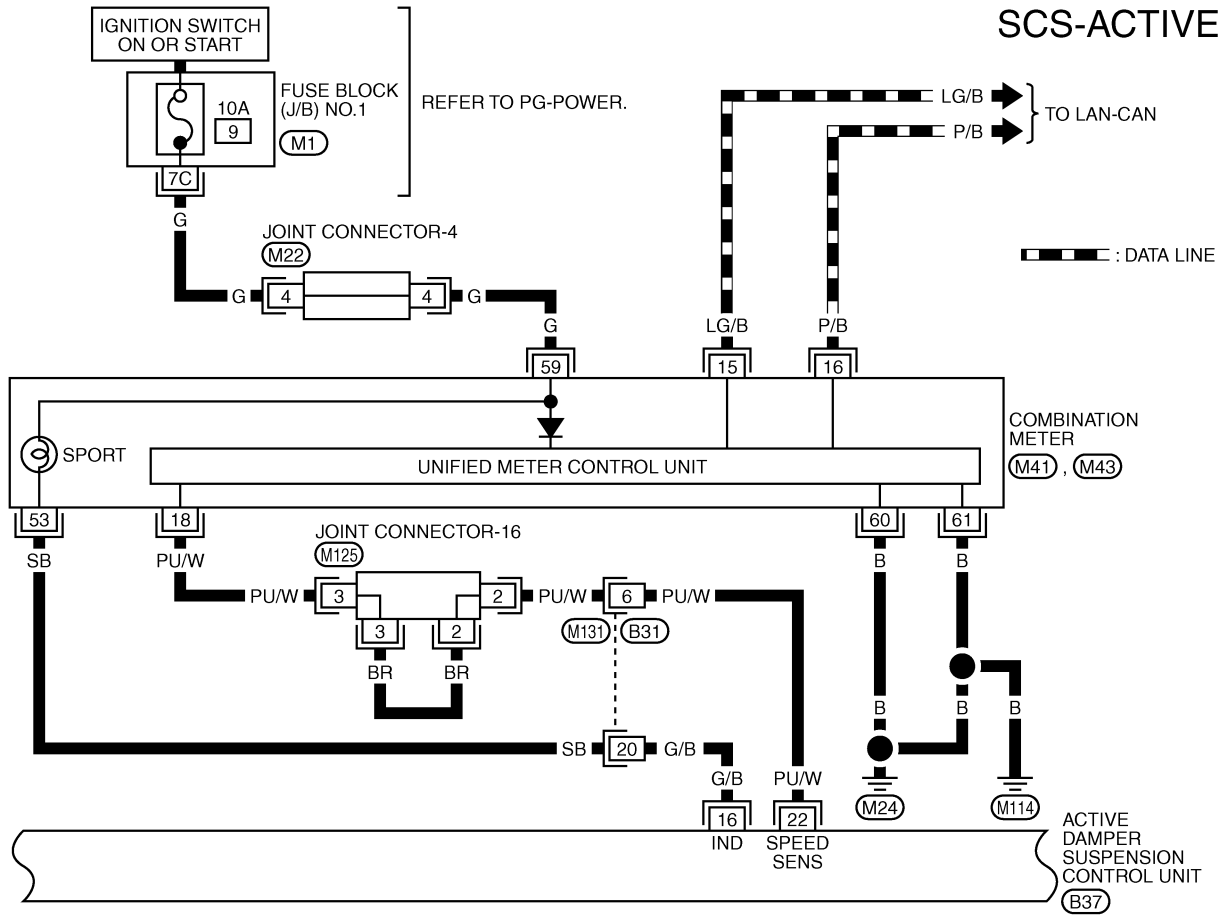 SCS-ACTIVE
IGNITION SWITCH
ON OR START
FUSE BLOCK
(J/B) NO.1
M1
10A
9
7C
REFER TO PG-POWER.
LG/B
P/B
TO LAN-CAN
: DATA LINE
G
JOINT CONNECTOR-4
M22
G
4
4
G
G
LG/B
P/B
59
15
16
SPORT
UNIFIED METER CONTROL UNIT
COMBINATION
METER
M41 , M43
53
18
60
61
SB
PU/W
B
B
JOINT CONNECTOR-16
M125
PU/W
3
2
PU/W
6
PU/W
3
2
M131
B31
BR
BR
B
B
B
SB
20
G/B
G/B
PU/W
M24
M114
16
22
IND
SPEED
SENS
ACTIVE
DAMPER
SUSPENSION
CONTROL UNIT
B37